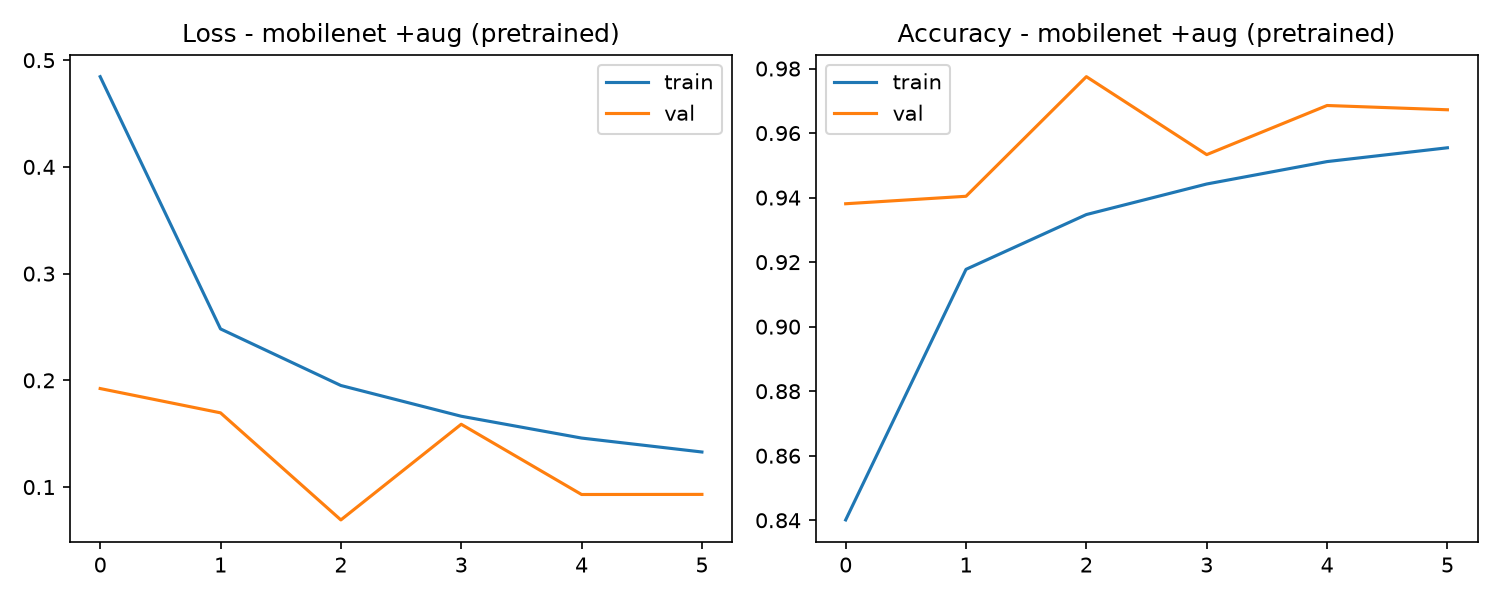 Loss - mobilenet +aug (pretrained)
0.5
0.4
0.3
0.2
0.1
0 1 2 3 4 5
train
val
Accuracy - mobilenet +aug (pretrained)
0.98
0.96
0.94
0.92
0.90
0.88
0.86
0.84
0 1 2 3 4 5
train
val